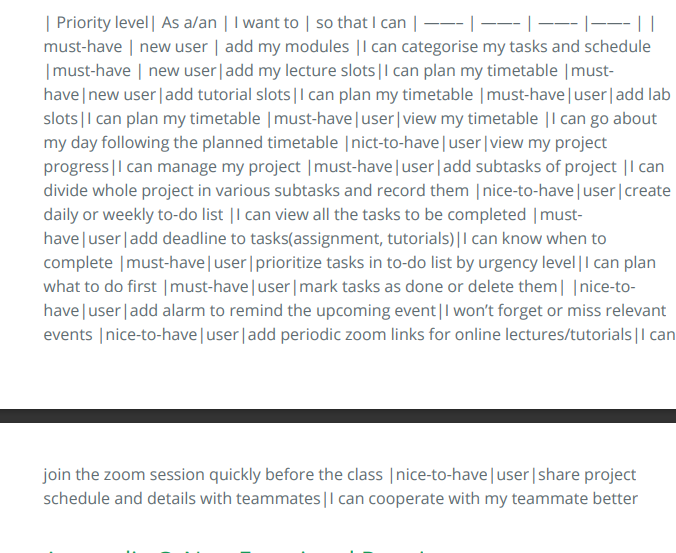 | Priority level| As a/an | I want to | so that I can | ——– | ——– | ——– |——– | |
must-have | new user | add my modules |I can categorise my tasks and schedule
|must-have | new user|add my lecture slots|I can plan my timetable |must-
have|new user|add tutorial slots|I can plan my timetable |must-have|user|add lab
slots|I can plan my timetable |must-have|user|view my timetable |I can go about
my day following the planned timetable |nict-to-have|user|view my project
progress|I can manage my project |must-have|user|add subtasks of project |I can
divide whole project in various subtasks and record them |nice-to-have|user|create
daily or weekly to-do list |I can view all the tasks to be completed |must-
have|user|add deadline to tasks(assignment, tutorials)|I can know when to
complete |must-have|user|prioritize tasks in to-do list by urgency level|I can plan
what to do first |must-have|user|mark tasks as done or delete them| |nice-to-
have|user|add alarm to remind the upcoming event|I won’t forget or miss relevant
events |nice-to-have|user|add periodic zoom links for online lectures/tutorials|I can
join the zoom session quickly before the class |nice-to-have|user|share project
schedule and details with teammates|I can cooperate with my teammate better